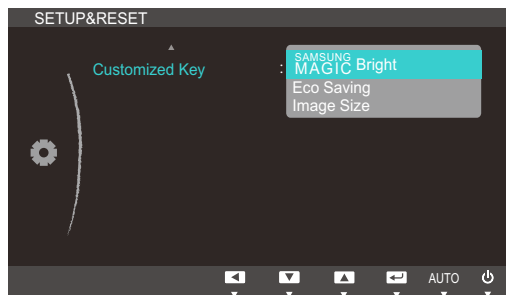 SETUP&RESET
Customized Key : SAMSUNG MAGIC Bright
Eco Saving
Image Size
AUTO